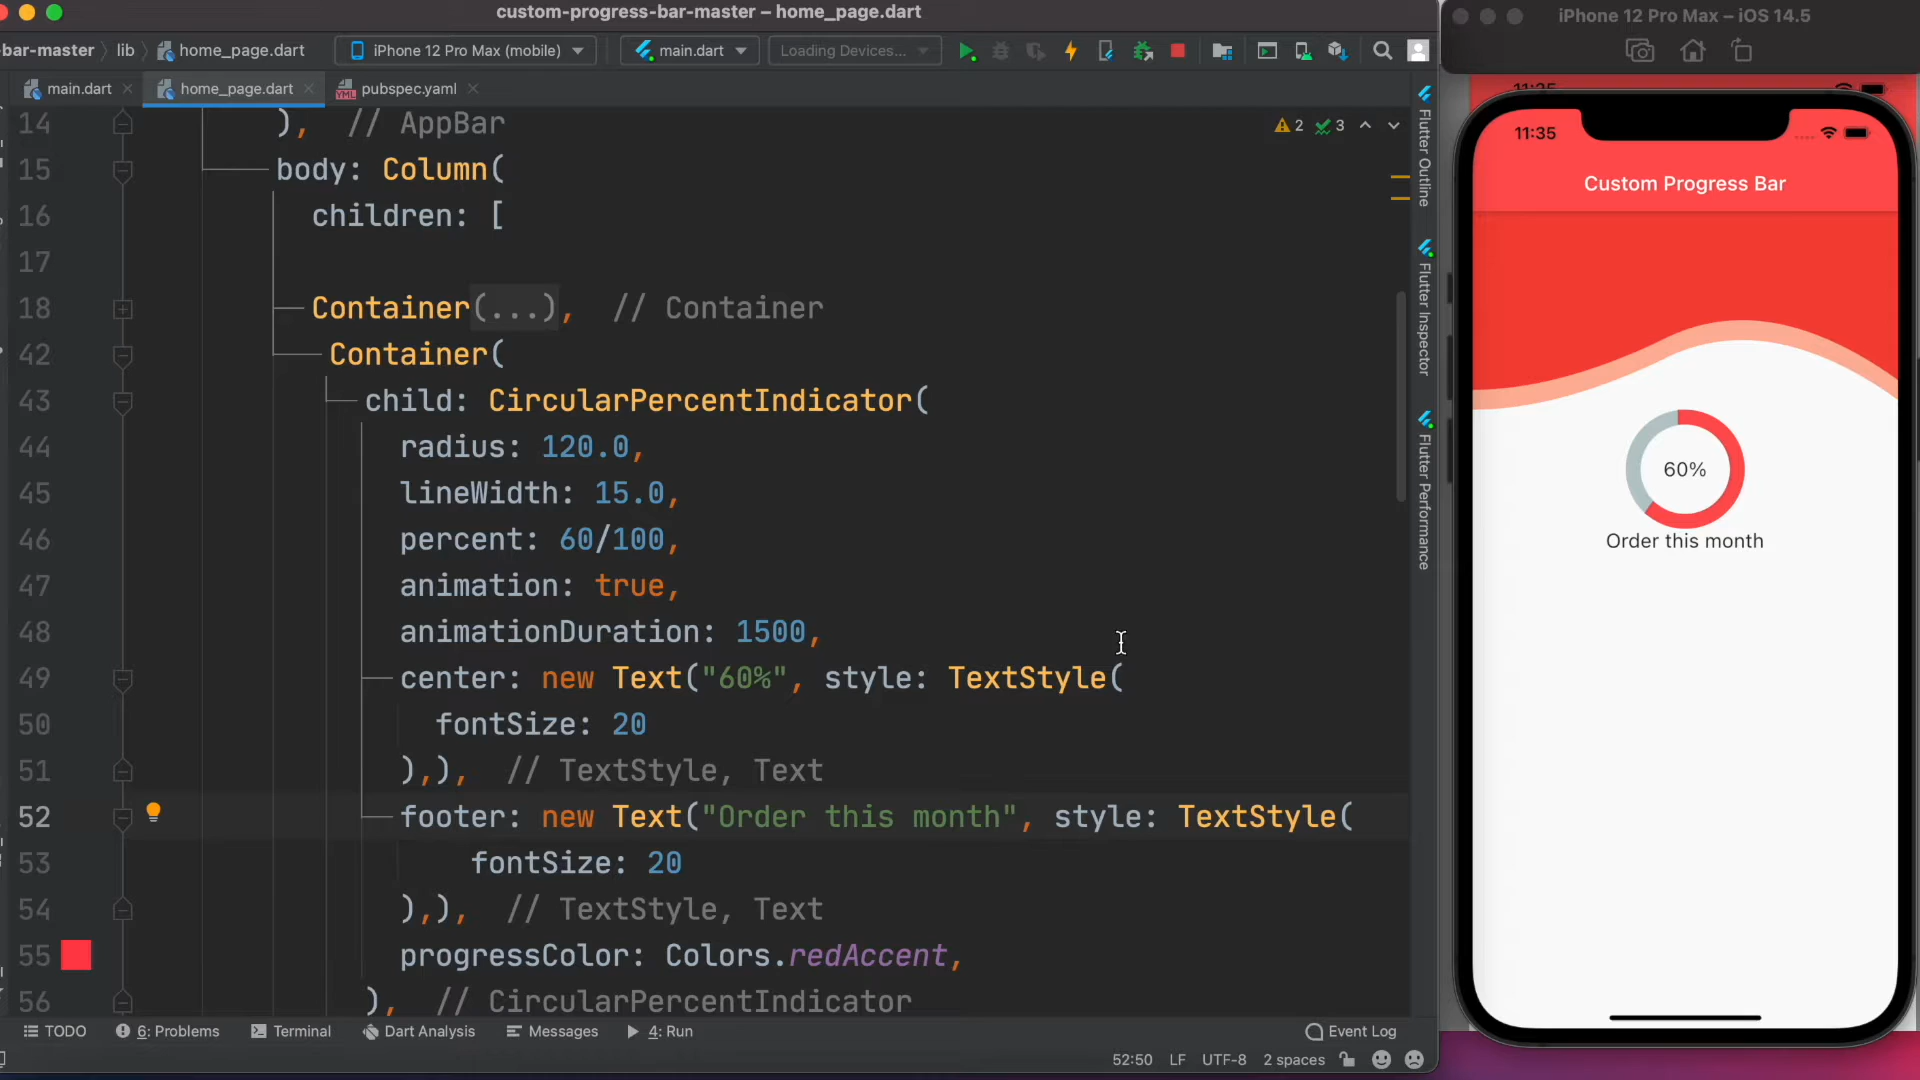 custom-progress-bar-master – home_page.dart
-bar-master
lib
home_page.dart
iPhone 12 Pro Max (mobile)
main.dart
Loading Devices...
main.dart
home_page.dart
pubspec.yaml
14 ), // AppBar
2
3
15 body: Column(
16 children: [
17
18 Container(...), // Container
42 Container(
43 child: CircularPercentIndicator(
44 radius: 120.0,
45 lineWidth: 15.0,
46 percent: 60/100,
47 animation: true,
48 animationDuration: 1500,
49 center: new Text("60%", style: TextStyle(
50 fontSize: 20
51 ),), // TextStyle, Text
52 footer: new Text("Order this month", style: TextStyle(
53 fontSize: 20
54 ),), // TextStyle, Text
55 progressColor: Colors.redAccent,
56 ), // CircularPercentIndicator
Flutter Outline
Flutter Inspector
Flutter Performance
TODO
6: Problems
Terminal
Dart Analysis
Messages
4: Run
Event Log
52:50
LF
UTF-8
2 spaces
iPhone 12 Pro Max – iOS 14.5
11:35
Custom Progress Bar
60%
Order this month